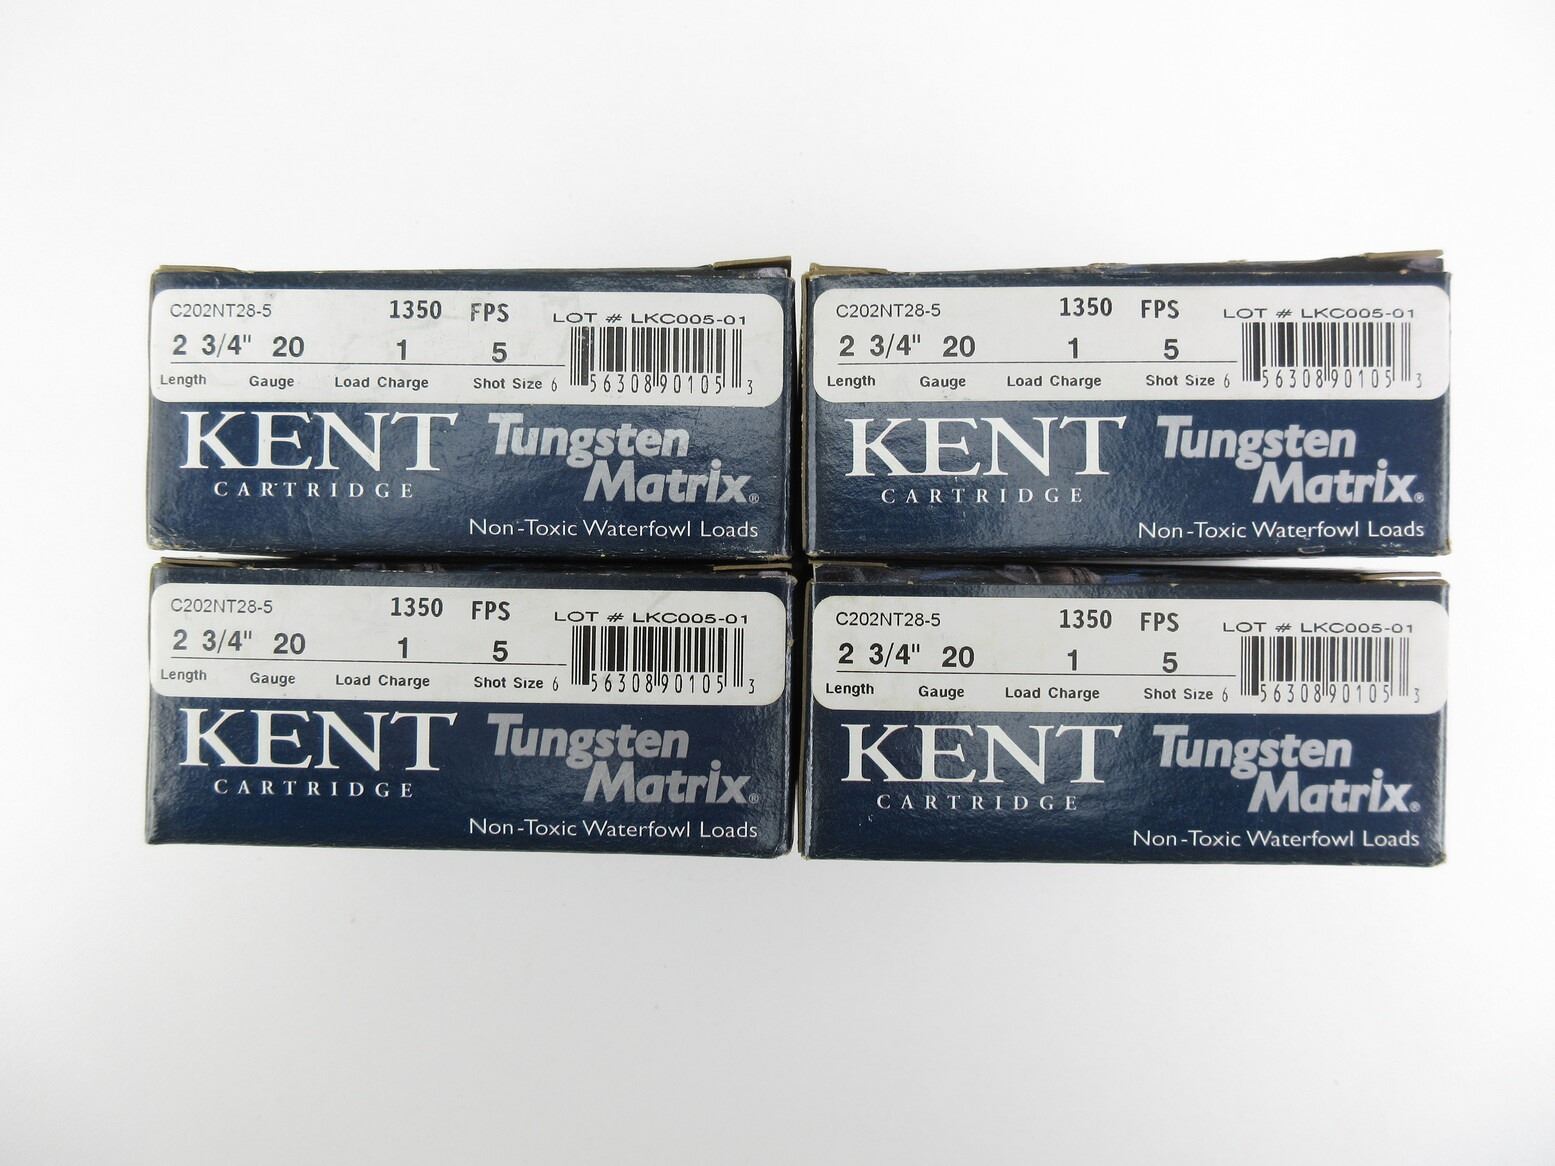 C202NT28-5 1350 FPS LOT # LKC005-01
2 3/4" 20 1 5
Length Gauge Load Charge Shot Size 6 56308 90105 3
KENT Tungsten
CARTRIDGE Matrix®
Non-Toxic Waterfowl Loads
C202NT28-5 1350 FPS LOT # LKC005-01
2 3/4" 20 1 5
Length Gauge Load Charge Shot Size 6 56308 90105 3
KENT Tungsten
CARTRIDGE Matrix®
Non-Toxic Waterfowl Loads
C202NT28-5 1350 FPS LOT # LKC005-01
2 3/4" 20 1 5
Length Gauge Load Charge Shot Size 6 56308 90105 3
KENT Tungsten
CARTRIDGE Matrix®
Non-Toxic Waterfowl Loads
C202NT28-5 1350 FPS LOT # LKC005-01
2 3/4" 20 1 5
Length Gauge Load Charge Shot Size 6 56308 90105 3
KENT Tungsten
CARTRIDGE Matrix®
Non-Toxic Waterfowl Loads